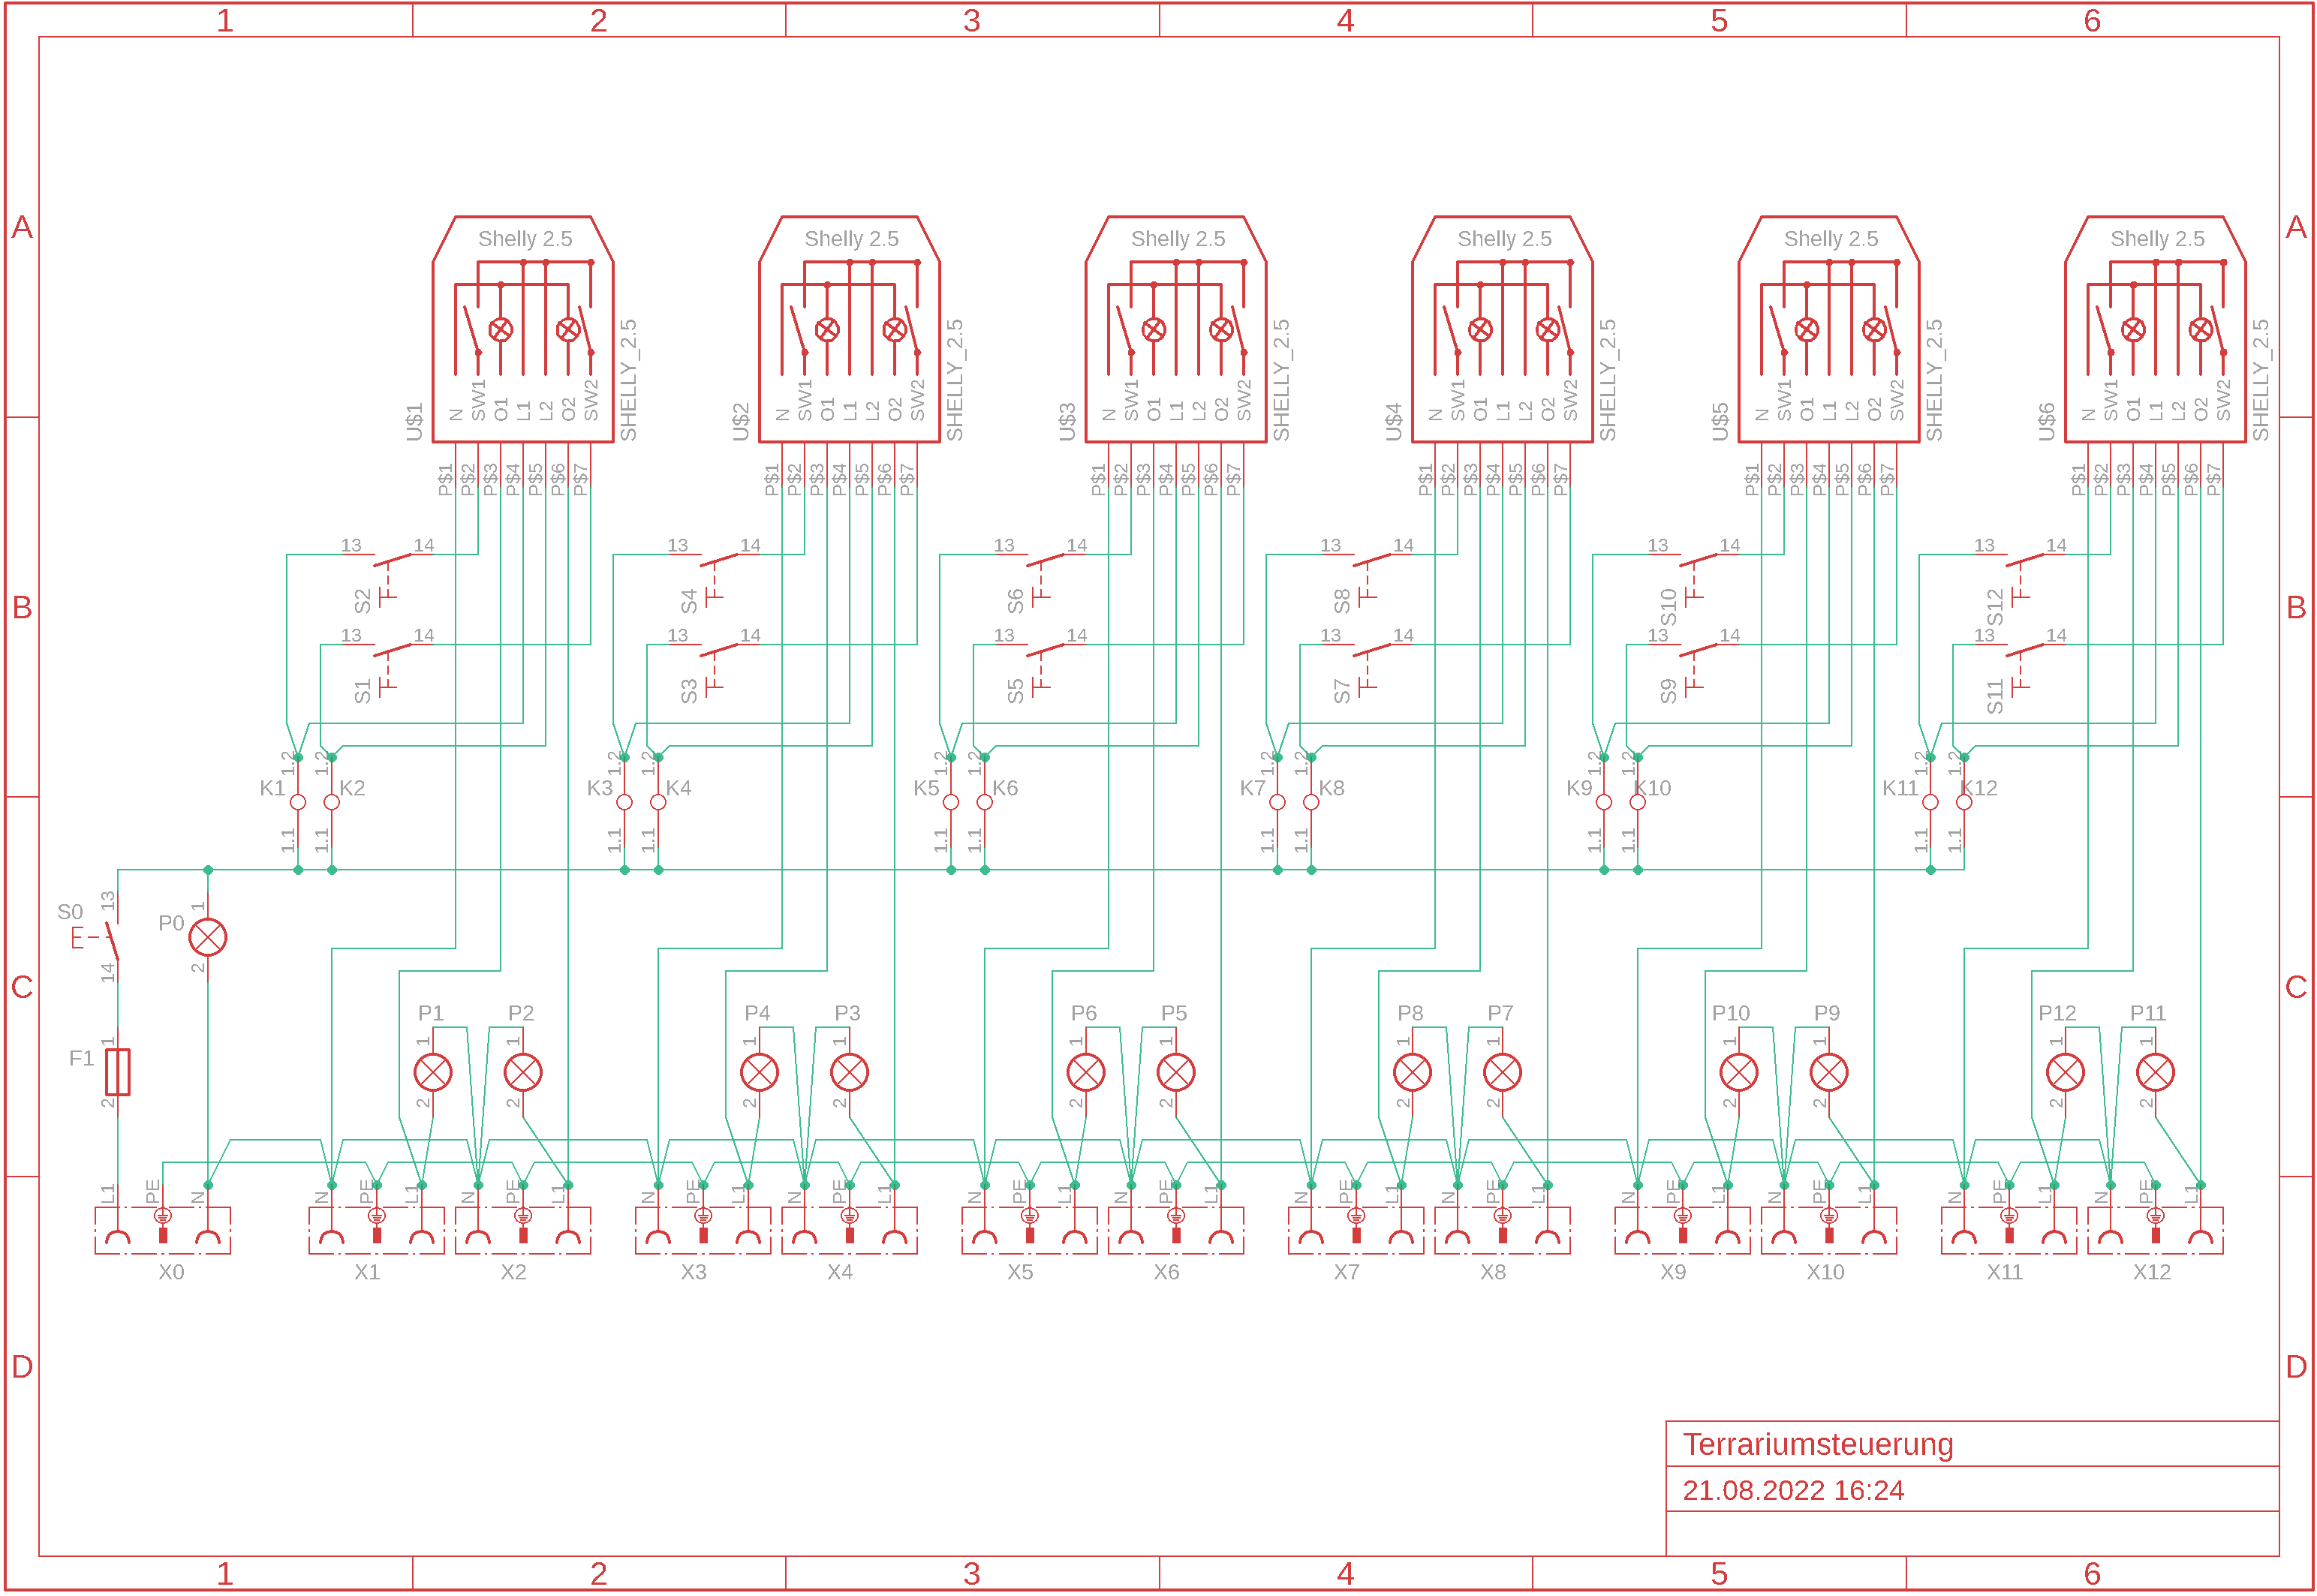 1 2 3 4 5 6
A A
Shelly 2.5 Shelly 2.5 Shelly 2.5 Shelly 2.5 Shelly 2.5 Shelly 2.5
N SW1 O1 L1 L2 O2 SW2 N SW1 O1 L1 L2 O2 SW2 N SW1 O1 L1 L2 O2 SW2 N SW1 O1 L1 L2 O2 SW2 N SW1 O1 L1 L2 O2 SW2 N SW1 O1 L1 L2 O2 SW2
U$1 SHELLY_2.5 U$2 SHELLY_2.5 U$3 SHELLY_2.5 U$4 SHELLY_2.5 U$5 SHELLY_2.5 U$6 SHELLY_2.5
P$1 P$2 P$3 P$4 P$5 P$6 P$7 P$1 P$2 P$3 P$4 P$5 P$6 P$7 P$1 P$2 P$3 P$4 P$5 P$6 P$7 P$1 P$2 P$3 P$4 P$5 P$6 P$7 P$1 P$2 P$3 P$4 P$5 P$6 P$7 P$1 P$2 P$3 P$4 P$5 P$6 P$7
13 14 13 14 13 14 13 14 13 14 13 14
B S2 S4 S6 S8 S10 S12 B
13 14 13 14 13 14 13 14 13 14 13 14
S1 S3 S5 S7 S9 S11
1.2 1.2 1.2 1.2 1.2 1.2 1.2 1.2 1.2 1.2 1.2 1.2
K1 K2 K3 K4 K5 K6 K7 K8 K9 K10 K11 K12
1.1 1.1 1.1 1.1 1.1 1.1 1.1 1.1 1.1 1.1 1.1 1.1
13 1
S0 P0
14 2
C C
P1 P2 P4 P3 P6 P5 P8 P7 P10 P9 P12 P11
1 1 1 1 1 1 1 1 1 1 1 1 1
F1
2 2 2 2 2 2 2 2 2 2 2 2 2
L1 PE N N PE L1 N PE L1 N PE L1 N PE L1 N PE L1 N PE L1 N PE L1 N PE L1 N PE L1 N PE L1 N PE L1 N PE L1
X0 X1 X2 X3 X4 X5 X6 X7 X8 X9 X10 X11 X12
D D
Terrariumsteuerung
21.08.2022 16:24
1 2 3 4 5 6